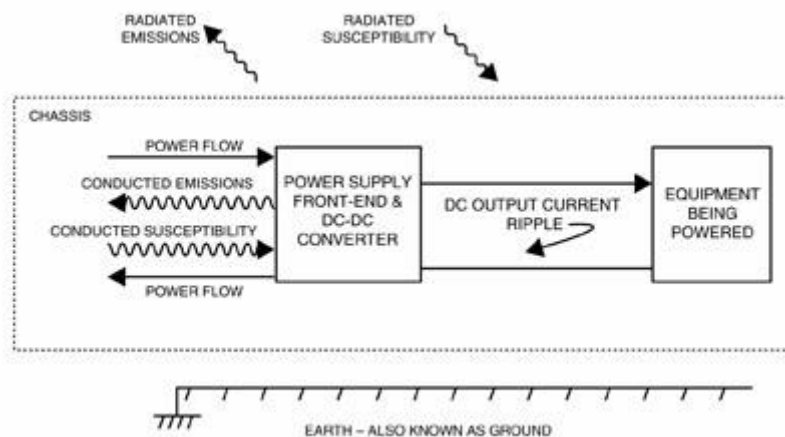 RADIATED
EMISSIONS
RADIATED
SUSCEPTIBILITY
CHASSIS
POWER FLOW
CONDUCTED EMISSIONS
CONDUCTED SUSCEPTIBILITY
POWER FLOW
POWER SUPPLY
FRONT-END &
DC-DC
CONVERTER
DC OUTPUT CURRENT
RIPPLE
EQUIPMENT
BEING
POWERED
EARTH – ALSO KNOWN AS GROUND